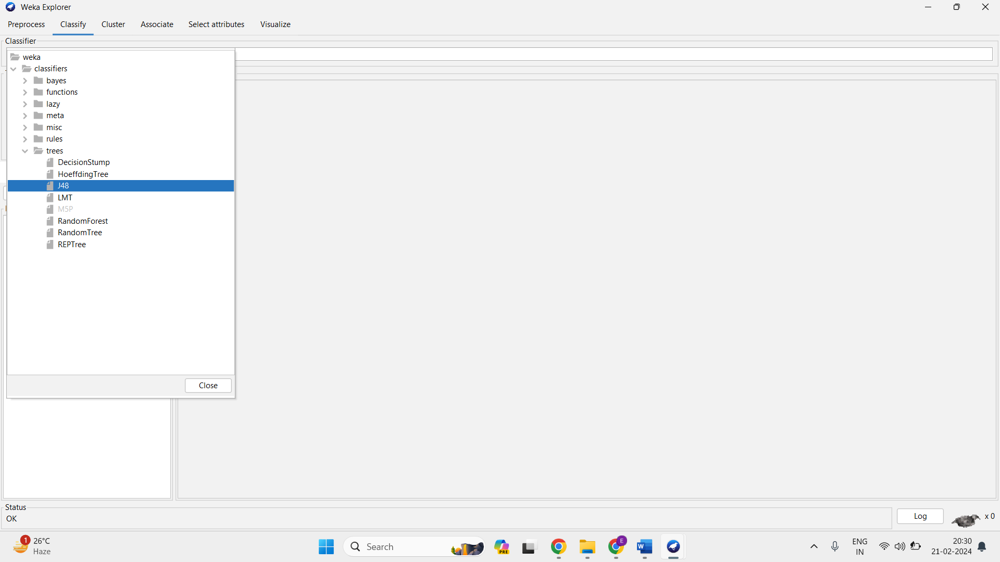 Weka Explorer
Preprocess Classify Cluster Associate Select attributes Visualize
Classifier
weka
classifiers
bayes
functions
lazy
meta
misc
rules
trees
DecisionStump
HoeffdingTree
J48
LMT
M5P
RandomForest
RandomTree
REPTree
Close
Status
OK
Log
x 0
1
26°C
Haze
Search
PRE
E
W
ENG
IN
20:30
21-02-2024